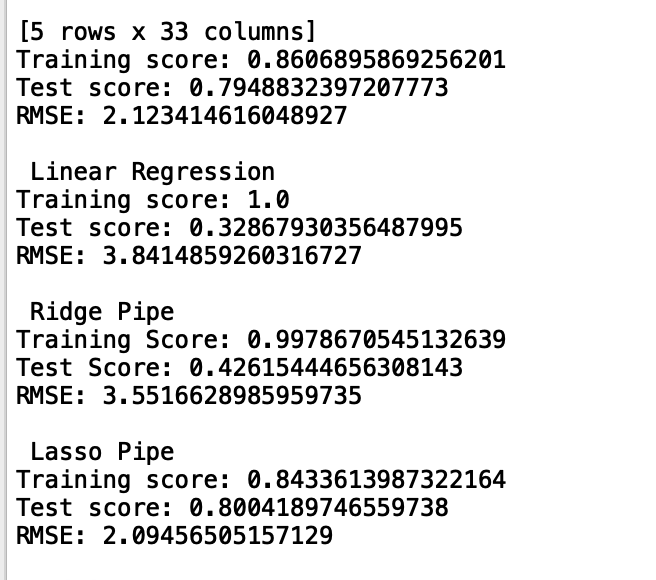 [5 rows x 33 columns]
Training score: 0.8606895869256201
Test score: 0.7948832397207773
RMSE: 2.123414616048927
Linear Regression
Training score: 1.0
Test score: 0.32867930356487995
RMSE: 3.8414859260316727
Ridge Pipe
Training Score: 0.9978670545132639
Test Score: 0.42615444656308143
RMSE: 3.5516628985959735
Lasso Pipe
Training score: 0.8433613987322164
Test score: 0.8004189746559738
RMSE: 2.09456505157129